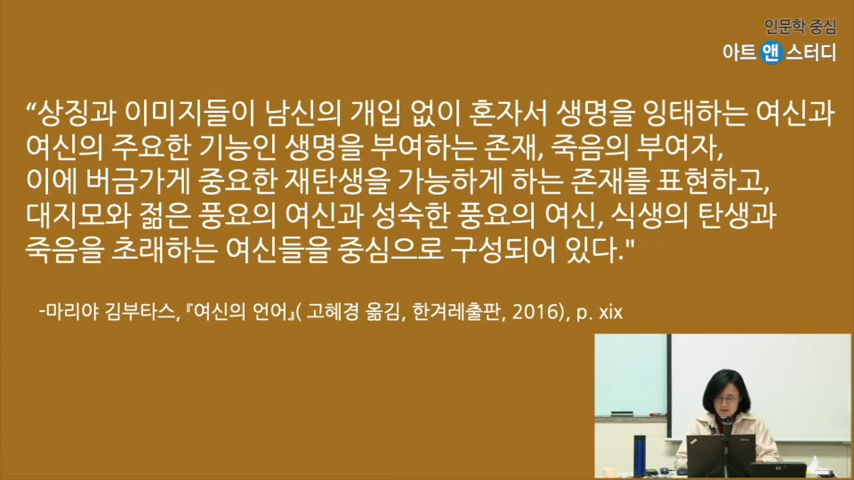 인문학 중심
아트 앤 스터디
“상징과 이미지들이 남신의 개입 없이 혼자서 생명을 잉태하는 여신과
여신의 주요한 기능인 생명을 부여하는 존재, 죽음의 부여자,
이에 버금가게 중요한 재탄생을 가능하게 하는 존재를 표현하고,
대지모와 젊은 풍요의 여신과 성숙한 풍요의 여신, 식생의 탄생과
죽음을 초래하는 여신들을 중심으로 구성되어 있다."
-마리야 김부타스, 『여신의 언어』( 고혜경 옮김, 한겨레출판, 2016), p. xix